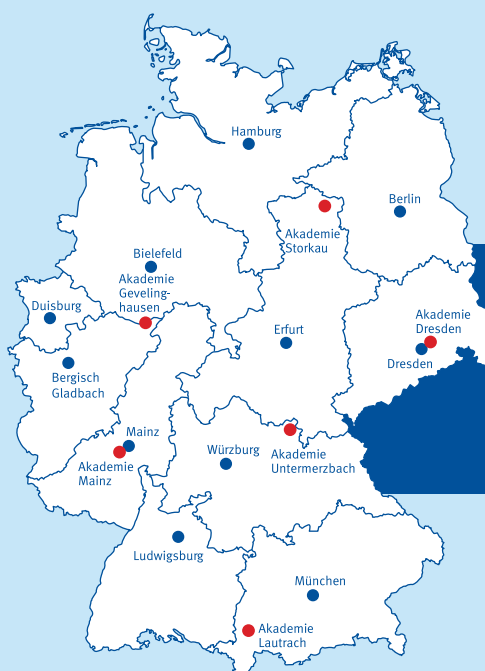 Hamburg
Berlin
Akademie
Storkau
Bielefeld
Akademie
Geveling-
hausen
Duisburg
Akademie
Dresden
Erfurt
Dresden
Bergisch
Gladbach
Mainz
Akademie
Mainz
Würzburg
Akademie
Untermerzbach
Ludwigsburg
München
Akademie
Lautrach